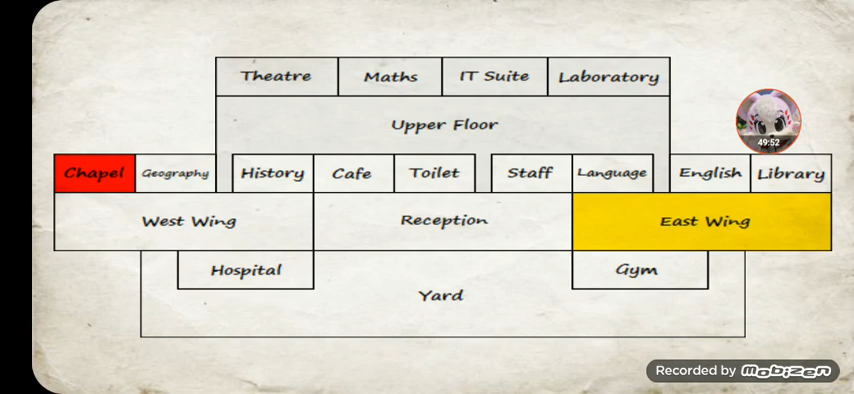 Theatre Maths IT Suite Laboratory
Upper Floor
49:52
Chapel Geography History Cafe Toilet Staff Language English Library
West Wing Reception East Wing
Hospital Gym
Yard
Recorded by Mobizen